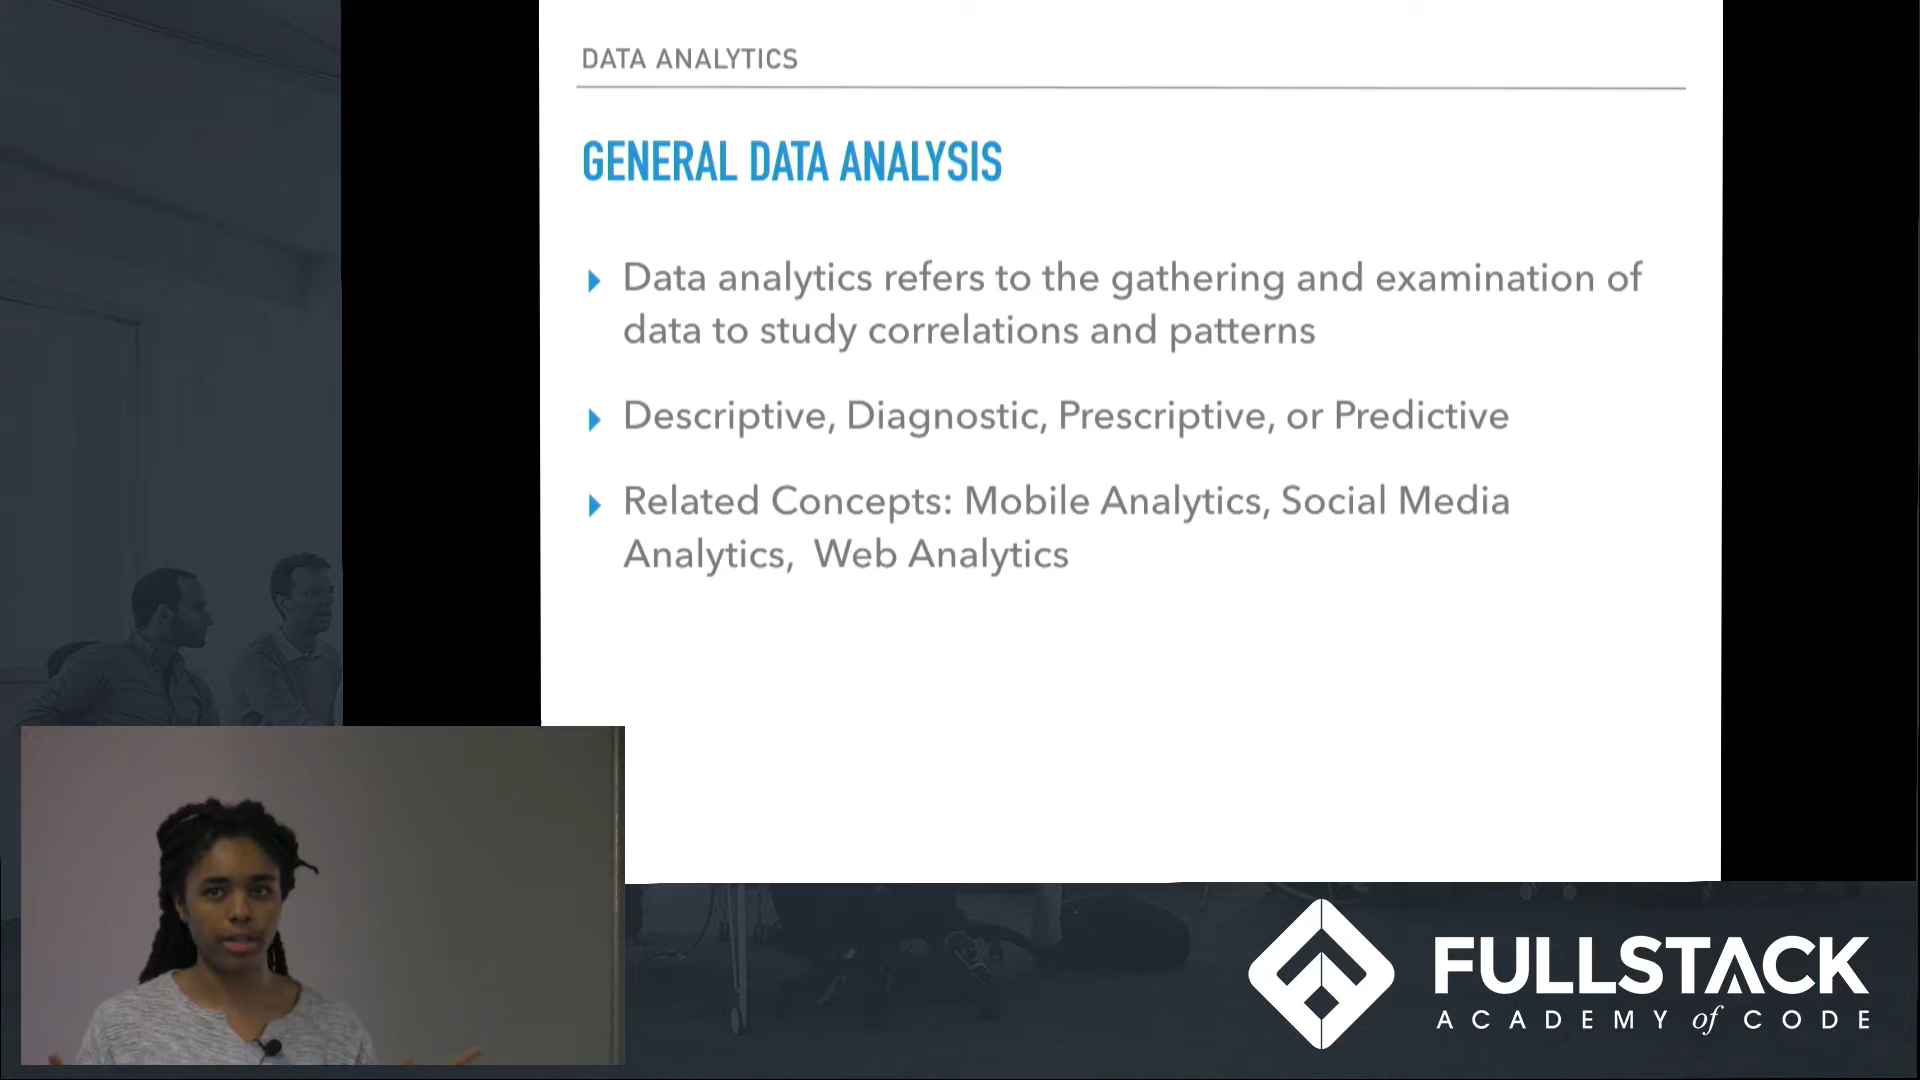 DATA ANALYTICS
GENERAL DATA ANALYSIS
Data analytics refers to the gathering and examination of
data to study correlations and patterns
Descriptive, Diagnostic, Prescriptive, or Predictive
Related Concepts: Mobile Analytics, Social Media
Analytics,  Web Analytics
FULLSTACK
ACADEMY of CODE